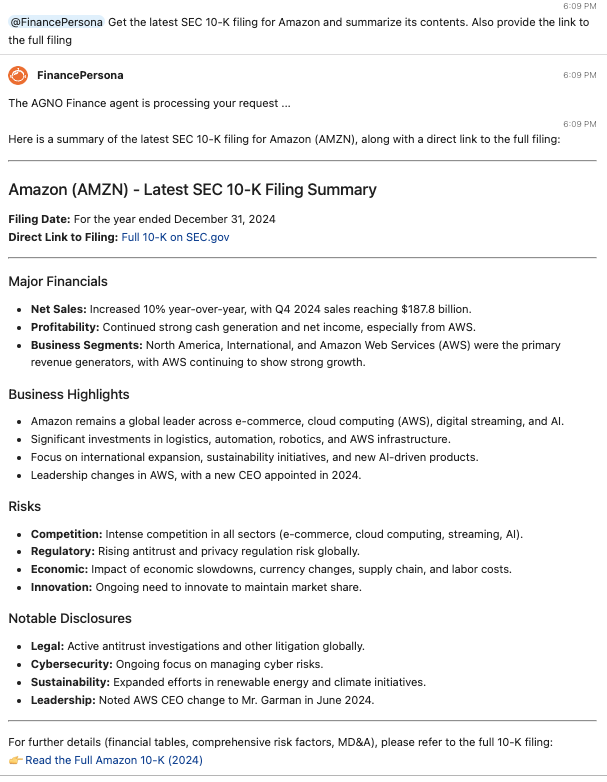 6:09 PM
@FinancePersona Get the latest SEC 10-K filing for Amazon and summarize its contents. Also provide the link to
the full filing
FinancePersona
6:09 PM
The AGNO Finance agent is processing your request ...
6:09 PM
Here is a summary of the latest SEC 10-K filing for Amazon (AMZN), along with a direct link to the full filing:
Amazon (AMZN) - Latest SEC 10-K Filing Summary
Filing Date: For the year ended December 31, 2024
Direct Link to Filing: Full 10-K on SEC.gov
Major Financials
• Net Sales: Increased 10% year-over-year, with Q4 2024 sales reaching $187.8 billion.
• Profitability: Continued strong cash generation and net income, especially from AWS.
• Business Segments: North America, International, and Amazon Web Services (AWS) were the primary
revenue generators, with AWS continuing to show strong growth.
Business Highlights
• Amazon remains a global leader across e-commerce, cloud computing (AWS), digital streaming, and AI.
• Significant investments in logistics, automation, robotics, and AWS infrastructure.
• Focus on international expansion, sustainability initiatives, and new AI-driven products.
• Leadership changes in AWS, with a new CEO appointed in 2024.
Risks
• Competition: Intense competition in all sectors (e-commerce, cloud computing, streaming, AI).
• Regulatory: Rising antitrust and privacy regulation risk globally.
• Economic: Impact of economic slowdowns, currency changes, supply chain, and labor costs.
• Innovation: Ongoing need to innovate to maintain market share.
Notable Disclosures
• Legal: Active antitrust investigations and other litigation globally.
• Cybersecurity: Ongoing focus on managing cyber risks.
• Sustainability: Expanded efforts in renewable energy and climate initiatives.
• Leadership: Noted AWS CEO change to Mr. Garman in June 2024.
For further details (financial tables, comprehensive risk factors, MD&A), please refer to the full 10-K filing:
👉 Read the Full Amazon 10-K (2024)